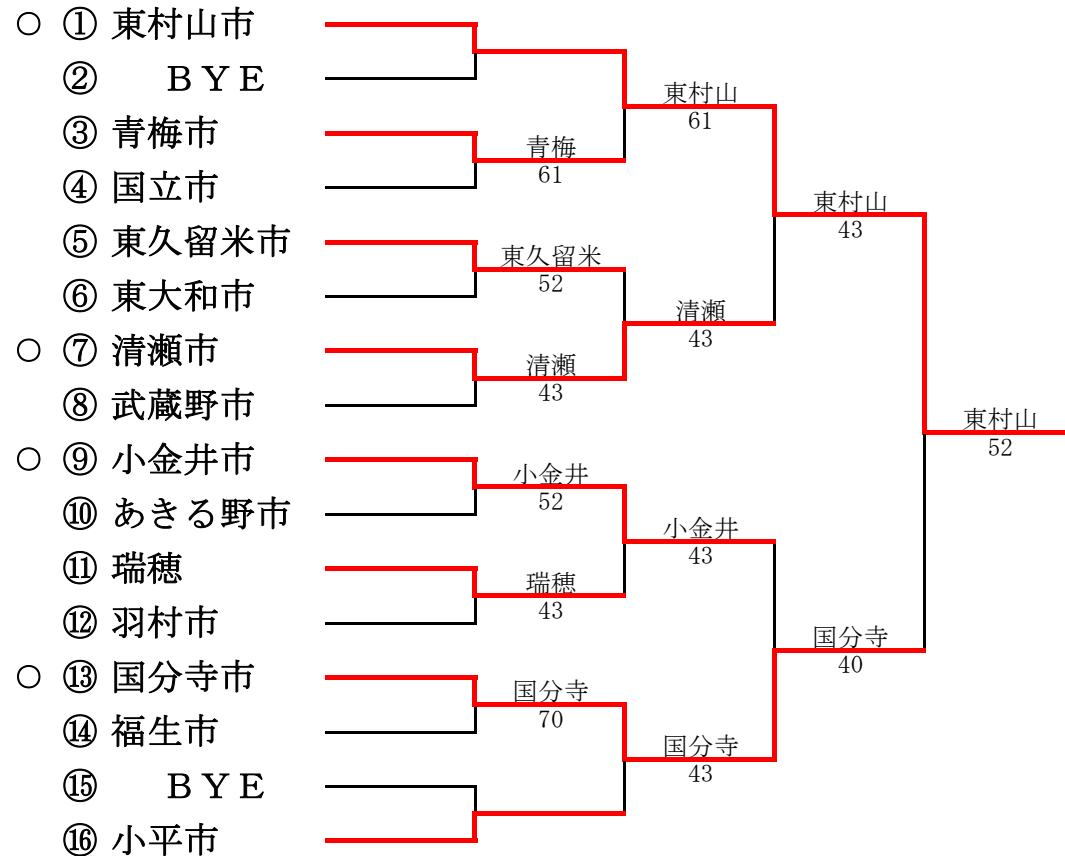 ○ ① 東村山市
② ＢＹＥ
③ 青梅市
④ 国立市
⑤ 東久留米市
⑥ 東大和市
○ ⑦ 清瀬市
⑧ 武蔵野市
○ ⑨ 小金井市
⑩ あきる野市
⑪ 瑞穂
⑫ 羽村市
○ ⑬ 国分寺市
⑭ 福生市
⑮ ＢＹＥ
⑯ 小平市
青梅
61
東久留米
52
清瀬
43
小金井
52
瑞穂
43
国分寺
70
東村山
61
清瀬
43
小金井
43
国分寺
43
東村山
43
国分寺
40
東村山
52